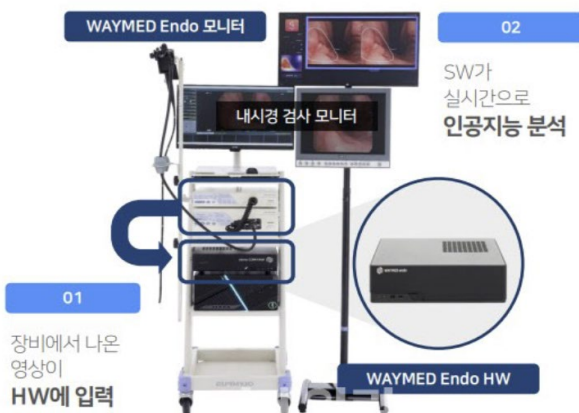 WAYMED Endo 모니터
02
SW가
실시간으로
인공지능 분석
내시경 검사 모니터
01
장비에서 나온
영상이
HW에 입력
WAYMED Endo HW